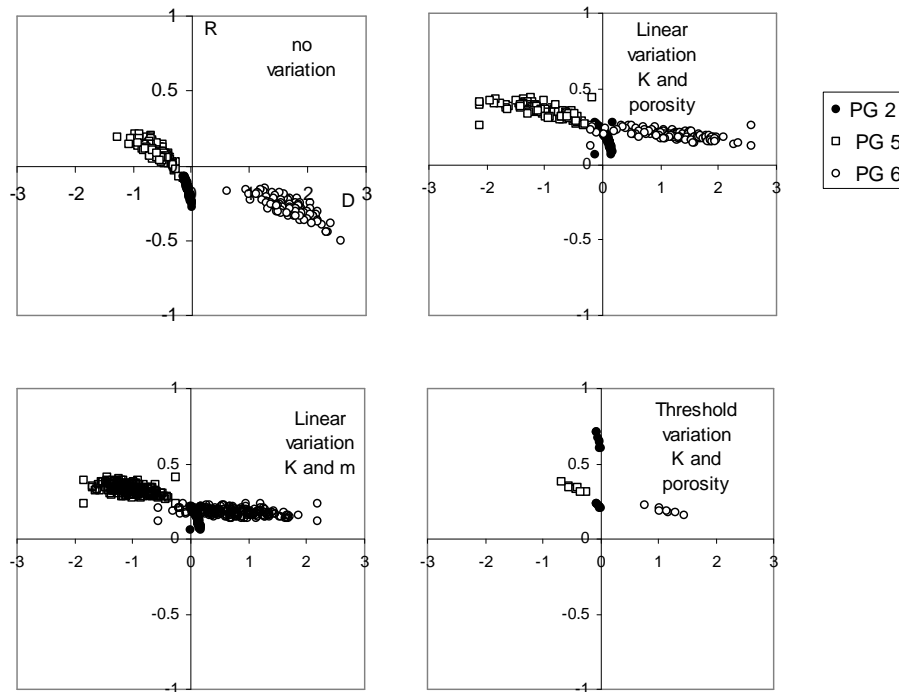 1
R
no
variation
0.5
0
-3 -2 -1 0 1 2 3
D
-0.5
-1
1
Linear
variation
K and
porosity
0.5
0
-3 -2 -1 0 1 2 3
-0.5
-1
PG 2
PG 5
PG 6
1
Linear
variation
K and m
0.5
0
-3 -2 -1 0 1 2 3
-0.5
-1
1
Threshold
variation
K and
porosity
0.5
0
-3 -2 -1 0 1 2 3
-0.5
-1